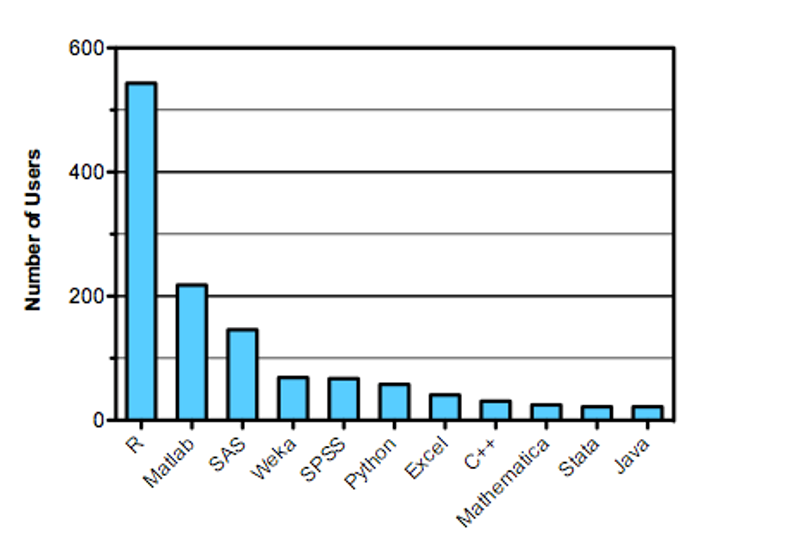 600
400
200
0
Number of Users
R
Matlab
SAS
Weka
SPSS
Python
Excel
C++
Mathematica
Stata
Java